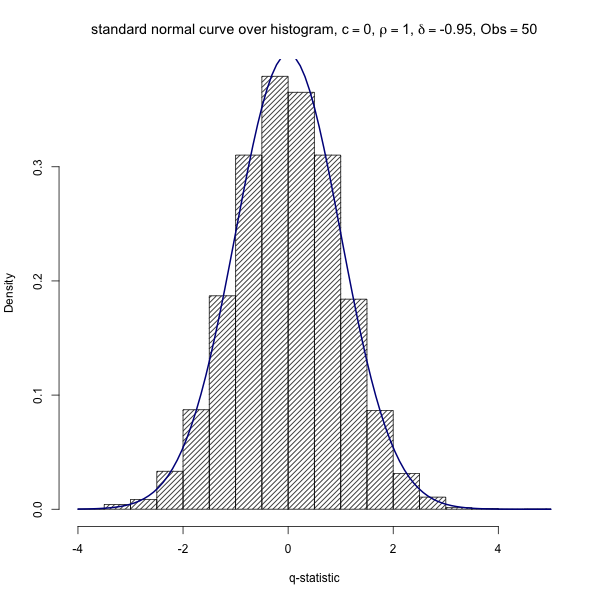 standard normal curve over histogram, c = 0, ρ = 1, δ = -0.95, Obs = 50
Density
0.3
0.2
0.1
0.0
-4 -2 0 2 4
q-statistic